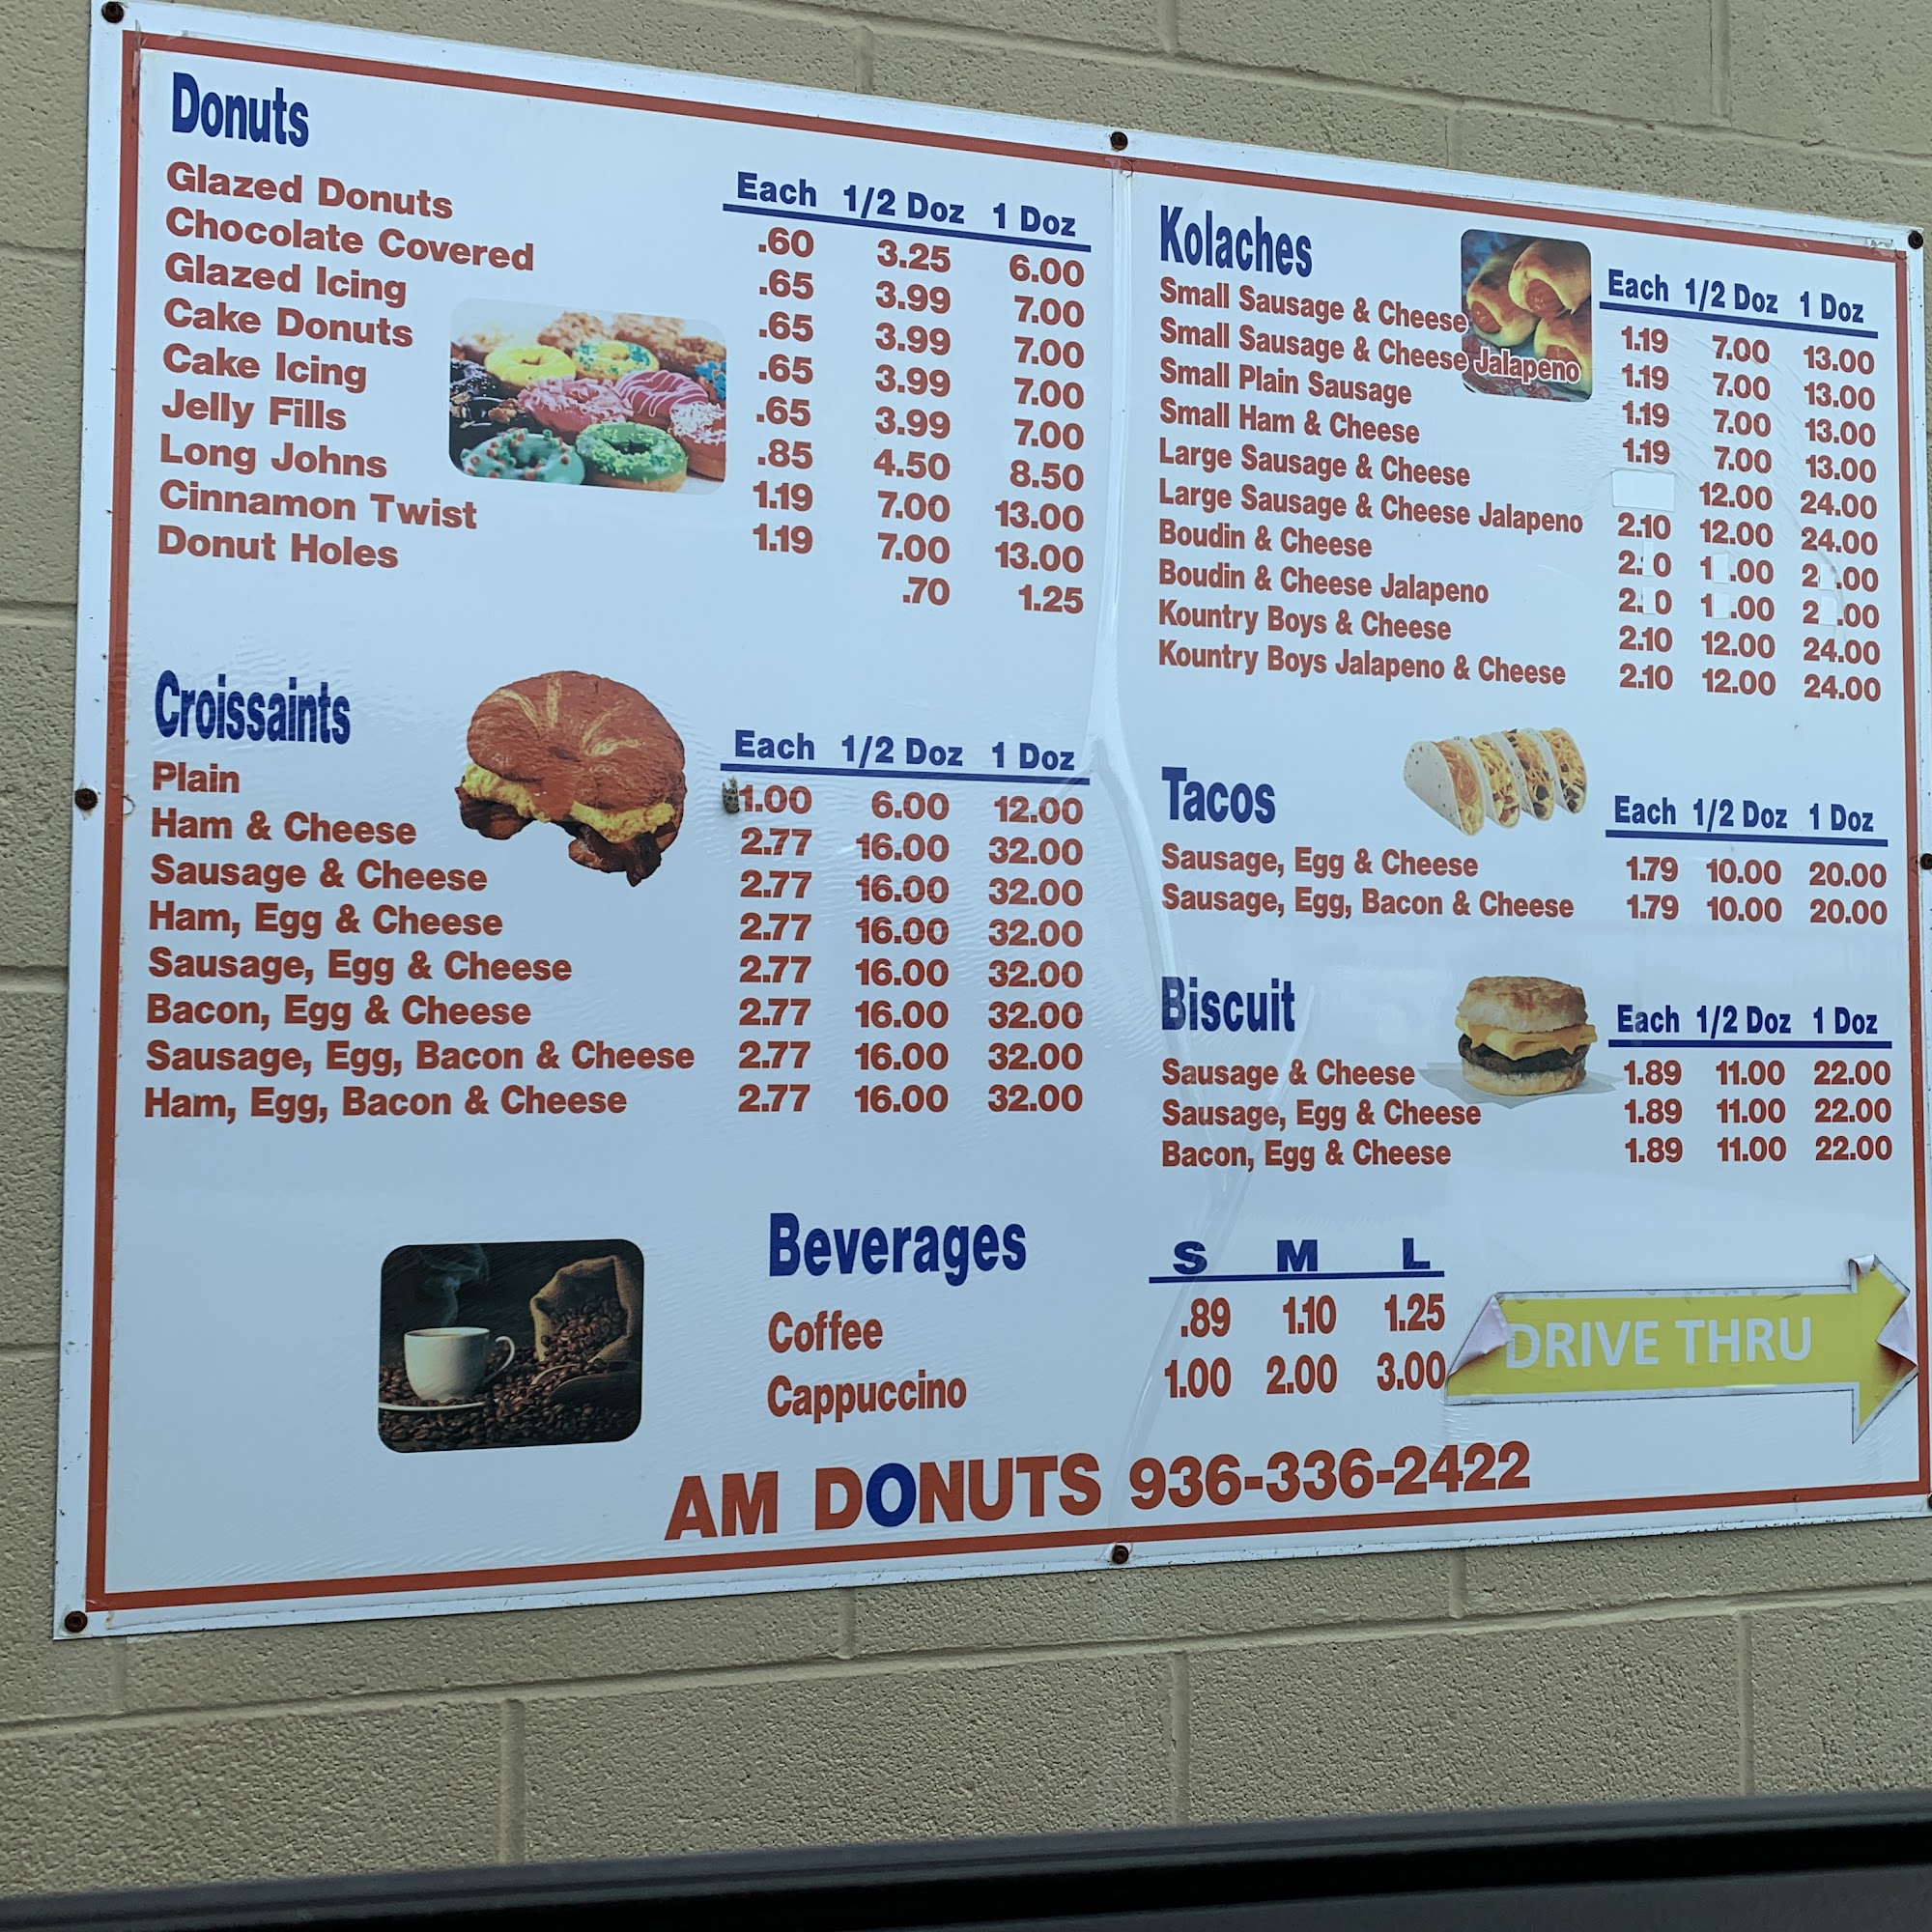 Donuts
Each 1/2 Doz 1 Doz
Glazed Donuts .60 3.25 6.00
Chocolate Covered .65 3.99 7.00
Glazed Icing .65 3.99 7.00
Cake Donuts .65 3.99 7.00
Cake Icing .65 3.99 7.00
Jelly Fills .85 4.50 8.50
Long Johns 1.19 7.00 13.00
Cinnamon Twist 1.19 7.00 13.00
Donut Holes .70 1.25
Croissaints
Each 1/2 Doz 1 Doz
Plain 1.00 6.00 12.00
Ham & Cheese 2.77 16.00 32.00
Sausage & Cheese 2.77 16.00 32.00
Ham, Egg & Cheese 2.77 16.00 32.00
Sausage, Egg & Cheese 2.77 16.00 32.00
Bacon, Egg & Cheese 2.77 16.00 32.00
Sausage, Egg, Bacon & Cheese 2.77 16.00 32.00
Ham, Egg, Bacon & Cheese 2.77 16.00 32.00
Kolaches
Each 1/2 Doz 1 Doz
Small Sausage & Cheese 1.19 7.00 13.00
Small Sausage & Cheese Jalapeno 1.19 7.00 13.00
Small Plain Sausage 1.19 7.00 13.00
Small Ham & Cheese 1.19 7.00 13.00
Large Sausage & Cheese 12.00 24.00
Large Sausage & Cheese Jalapeno 2.10 12.00 24.00
Boudin & Cheese
Boudin & Cheese Jalapeno
Kountry Boys & Cheese 2.10 12.00 24.00
Kountry Boys Jalapeno & Cheese 2.10 12.00 24.00
Tacos
Each 1/2 Doz 1 Doz
Sausage, Egg & Cheese 1.79 10.00 20.00
Sausage, Egg, Bacon & Cheese 1.79 10.00 20.00
Biscuit
Each 1/2 Doz 1 Doz
Sausage & Cheese 1.89 11.00 22.00
Sausage, Egg & Cheese 1.89 11.00 22.00
Bacon, Egg & Cheese 1.89 11.00 22.00
Beverages
S M L
Coffee .89 1.10 1.25
Cappuccino 1.00 2.00 3.00
DRIVE THRU
AM DONUTS 936-336-2422